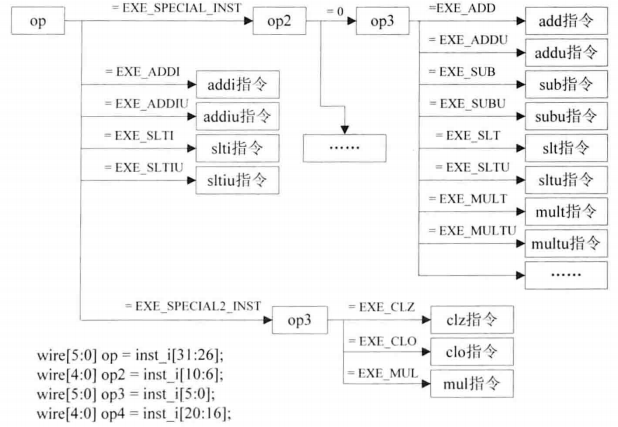 op
= EXE_SPECIAL_INST
op2
= 0
op3
=EXE_ADD
add指令
= EXE_ADDU
addu指令
= EXE_SUB
sub指令
= EXE_SUBU
subu指令
= EXE_SLT
slt指令
= EXE_SLTU
sltu指令
= EXE_MULT
mult指令
= EXE_MULTU
multu指令
......
......
= EXE_ADDI
addi指令
= EXE_ADDIU
addiu指令
= EXE_SLTI
slti指令
= EXE_SLTIU
sltiu指令
= EXE_SPECIAL2_INST
op3
= EXE_CLZ
clz指令
= EXE_CLO
clo指令
= EXE_MUL
mul指令
wire[5:0] op = inst_i[31:26];
wire[4:0] op2 = inst_i[10:6];
wire[5:0] op3 = inst_i[5:0];
wire[4:0] op4 = inst_i[20:16];